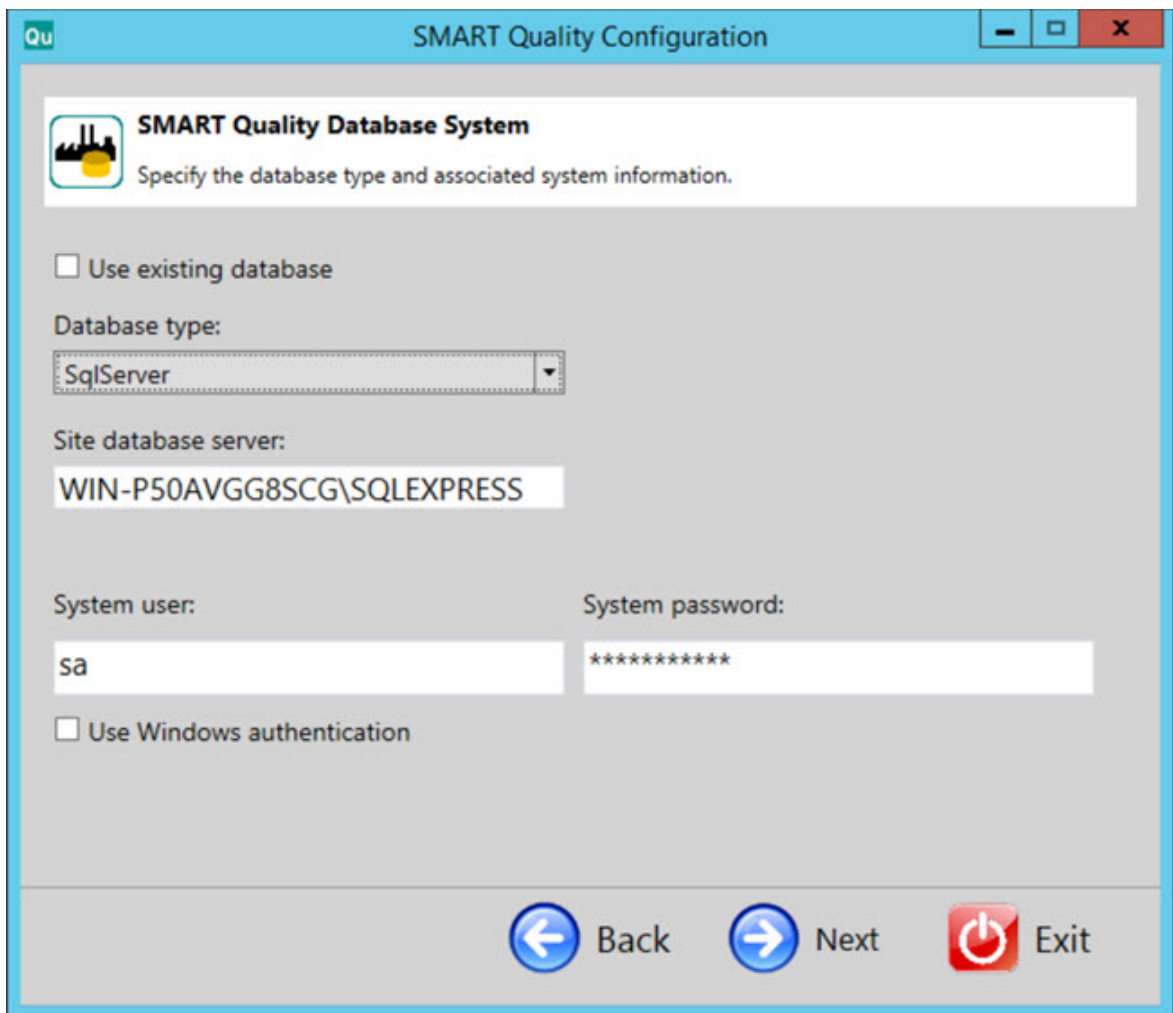 Qu
SMART Quality Configuration
SMART Quality Database System
Specify the database type and associated system information.
Use existing database
Database type:
SqlServer
Site database server:
WIN-P50AVGG8SCG\SQLEXPRESS
System user:
System password:
sa
***********
Use Windows authentication
Back
Next
Exit